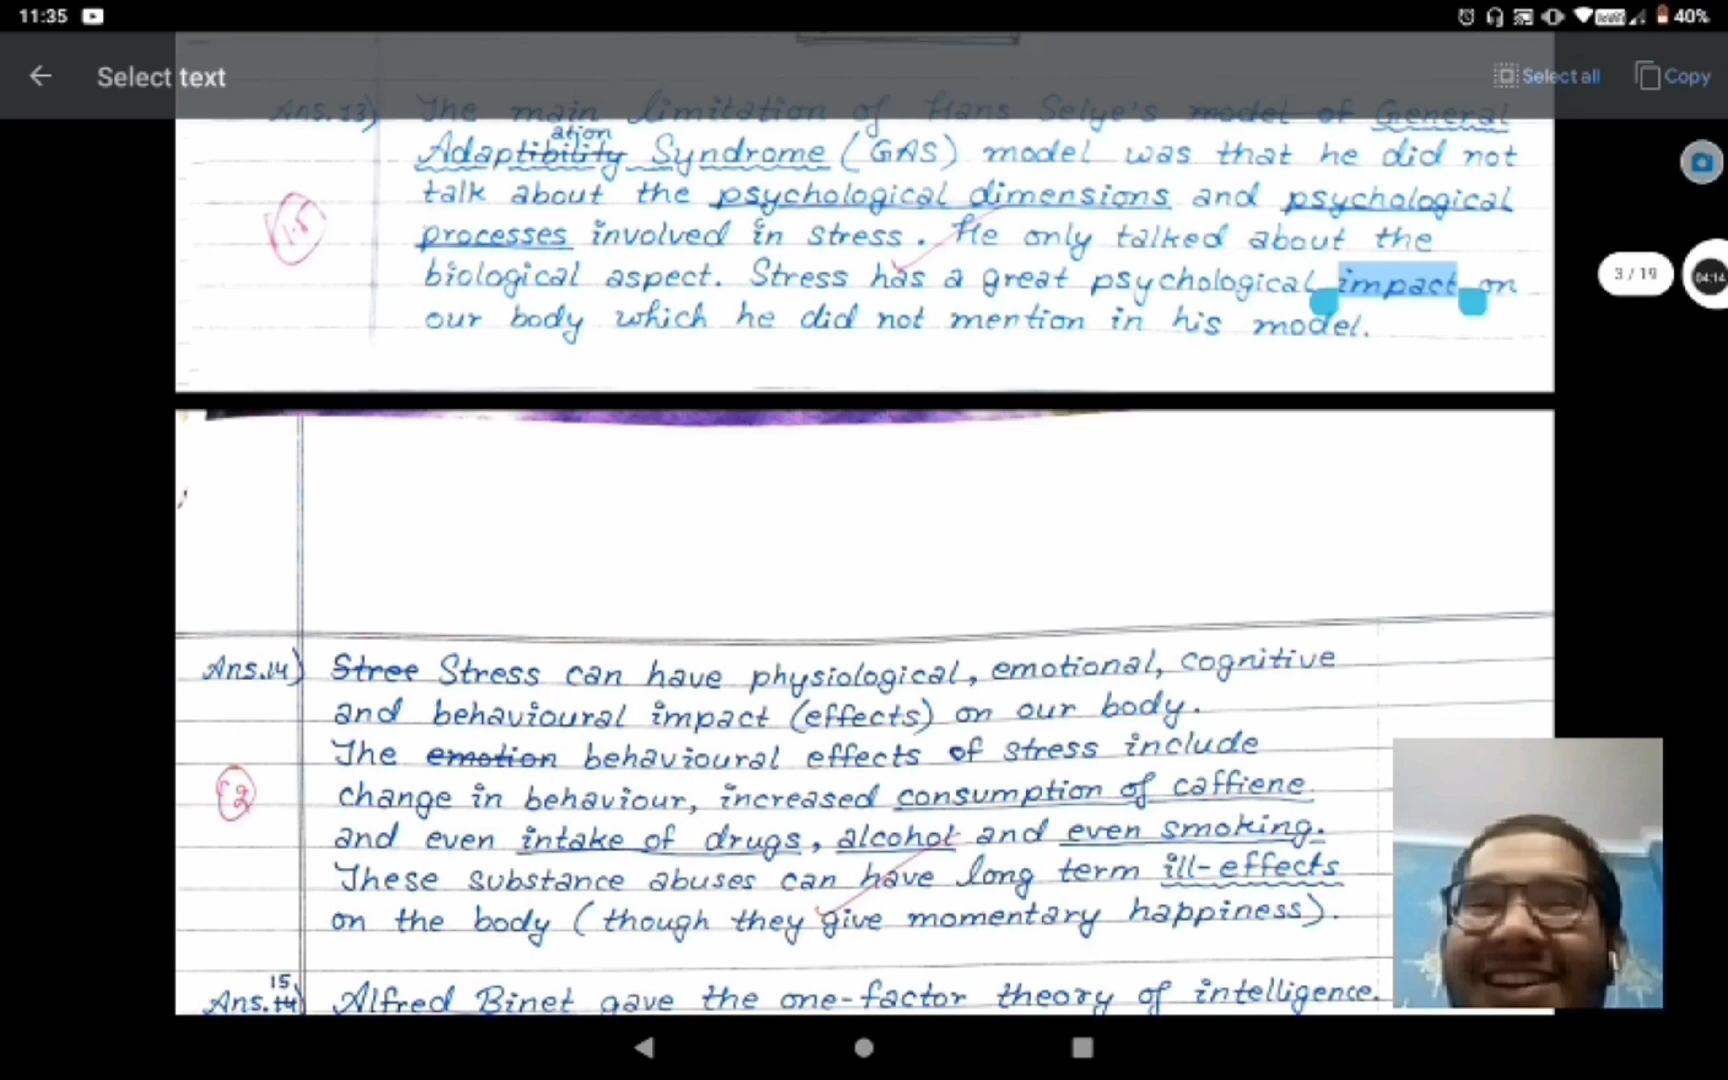 11:35
40%
Select text
Select all
Copy
Ans.13) The main limitation of Hans Selye's model of General
ation
Adaptibility Syndrome (GAS) model was that he did not
talk about the psychological dimensions and psychological
1.5
processes involved in stress. He only talked about the
biological aspect. Stress has a great psychological impact on
3 / 19
04:14
our body which he did not mention in his model.
Ans.14) Stree Stress can have physiological, emotional, cognitive
and behavioural impact (effects) on our body.
The emotion behavioural effects of stress include
2
change in behaviour, increased consumption of caffiene
and even intake of drugs, alcohol and even smoking.
These substance abuses can have long term ill-effects
on the body (though they give momentary happiness).
15
Ans.14) Alfred Binet gave the one-factor theory of intelligence.